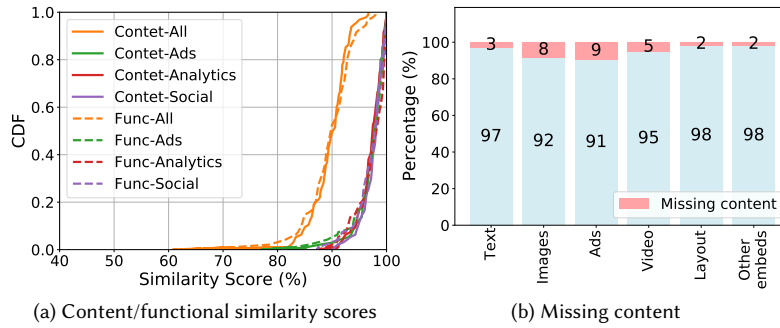 1.0
0.8
0.6
0.4
0.2
0.0
CDF
Contet-All
Contet-Ads
Contet-Analytics
Contet-Social
Func-All
Func-Ads
Func-Analytics
Func-Social
40 50 60 70 80 90 100
Similarity Score (%)
(a) Content/functional similarity scores
100
80
60
40
20
0
Percentage (%)
3 8 9 5 2 2
97 92 91 95 98 98
Missing content
Text
Images
Ads
Video
Layout
Other
embeds
(b) Missing content